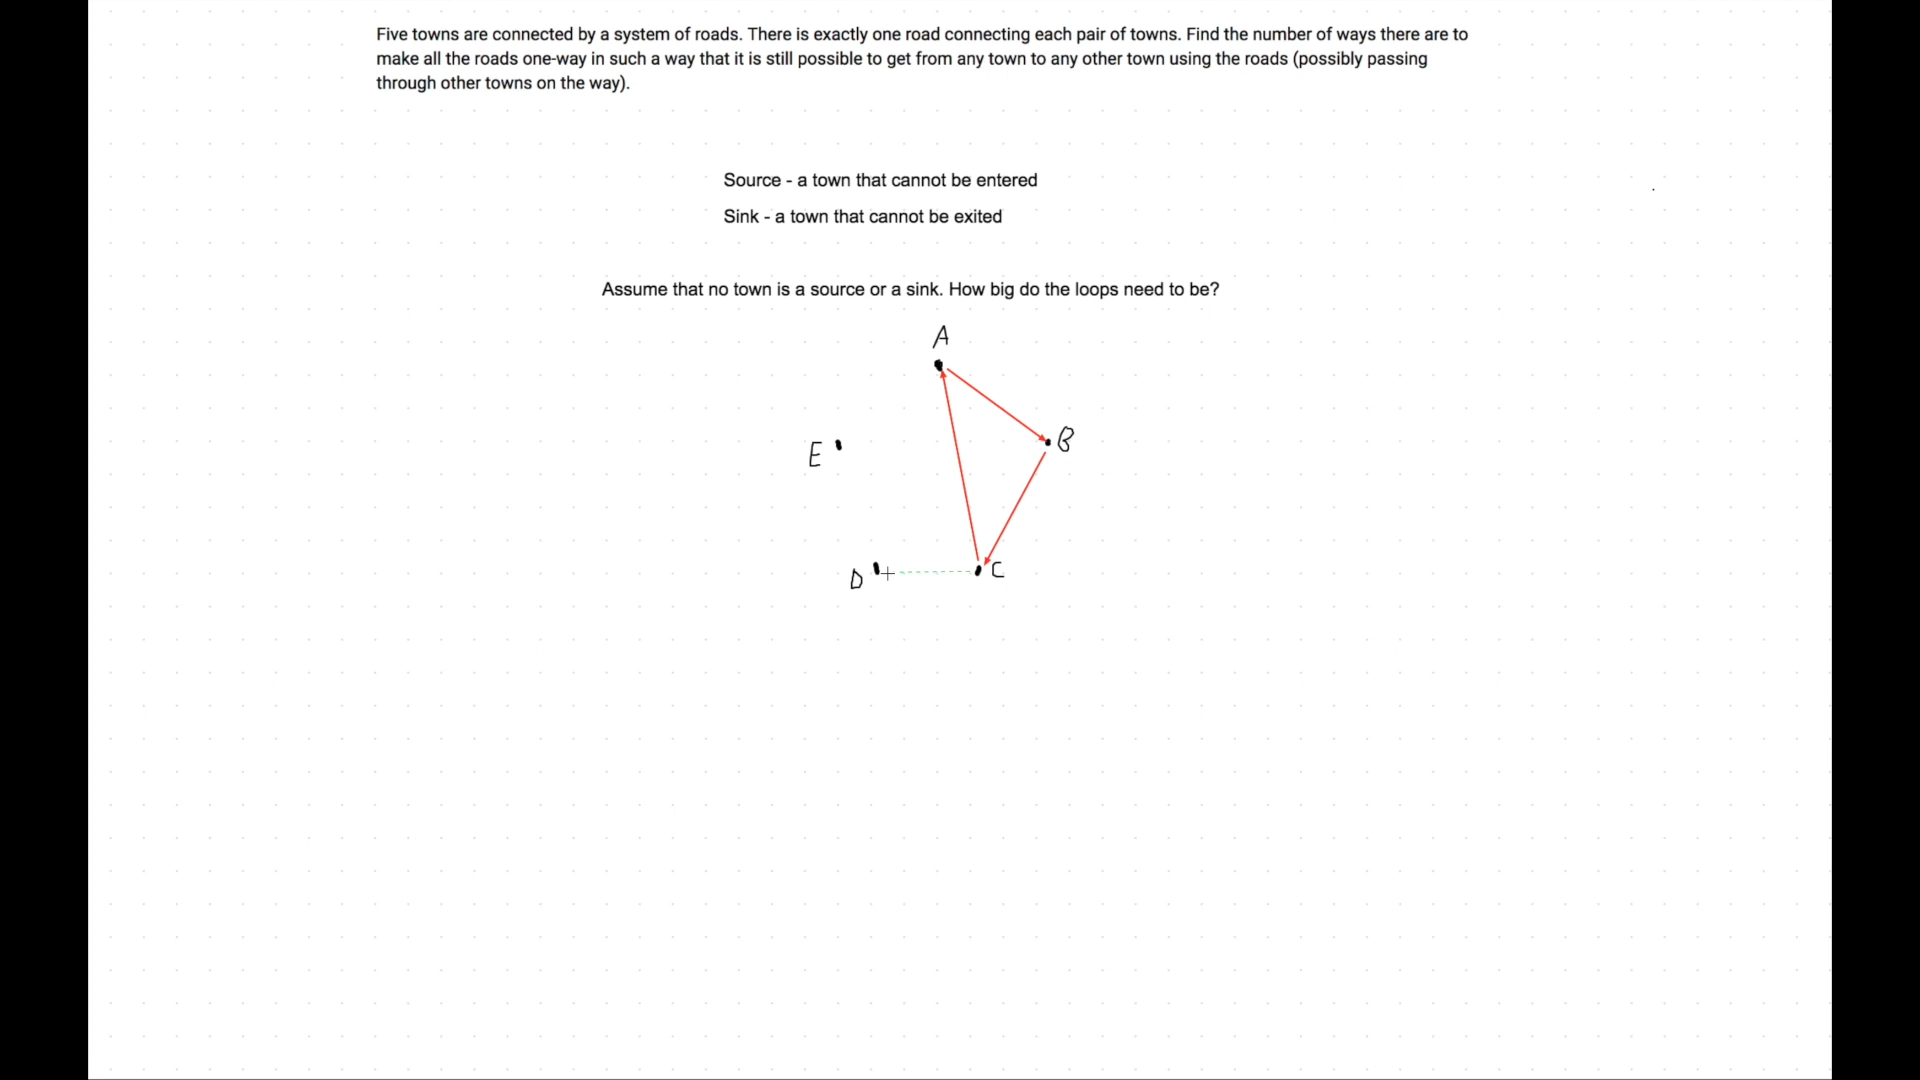 Five towns are connected by a system of roads. There is exactly one road connecting each pair of towns. Find the number of ways there are to
make all the roads one-way in such a way that it is still possible to get from any town to any other town using the roads (possibly passing
through other towns on the way).
Source - a town that cannot be entered
Sink - a town that cannot be exited
Assume that no town is a source or a sink. How big do the loops need to be?
A
B
E
D
C